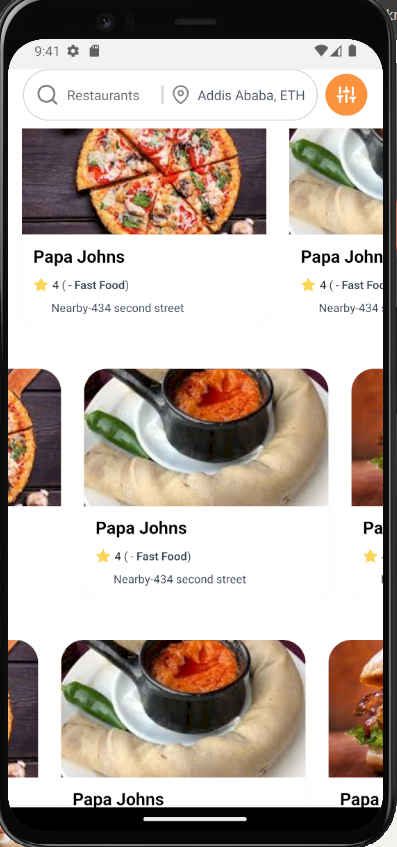 9:41
Restaurants
Addis Ababa, ETH
Papa Johns
Papa John
4 ( - Fast Food)
4 ( - Fast
Nearby-434 second street
Nearby-434 s
Papa Johns
Pa
4 ( - Fast Food)
4
Nearby-434 second street
Papa Johns
Papa